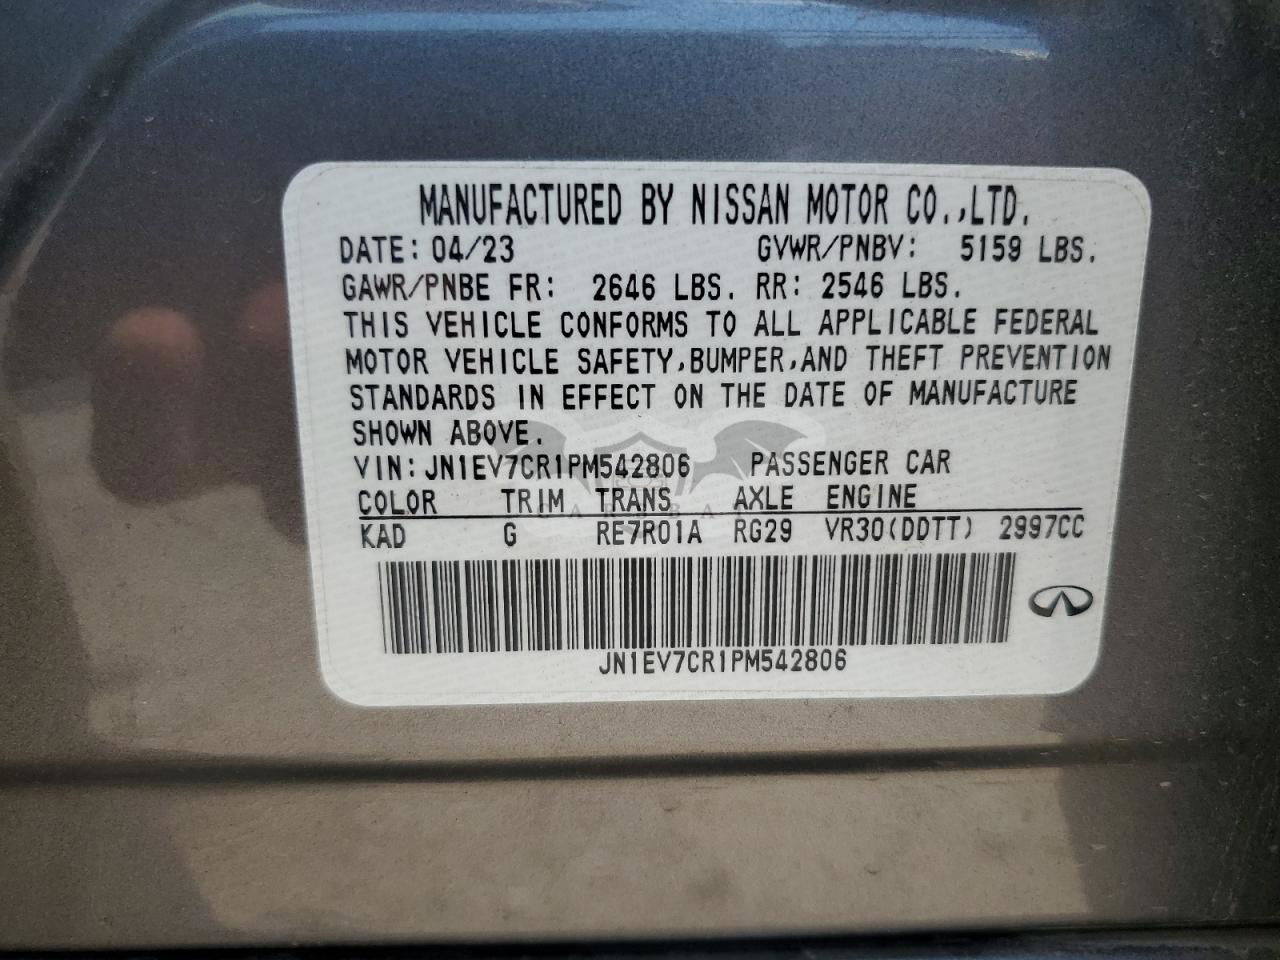 MANUFACTURED BY NISSAN MOTOR CO.,LTD.
DATE: 04/23 GVWR/PNBV: 5159 LBS.
GAWR/PNBE FR: 2646 LBS. RR: 2546 LBS.
THIS VEHICLE CONFORMS TO ALL APPLICABLE FEDERAL
MOTOR VEHICLE SAFETY,BUMPER,AND THEFT PREVENTION
STANDARDS IN EFFECT ON THE DATE OF MANUFACTURE
SHOWN ABOVE.
VIN:JN1EV7CR1PM542806 PASSENGER CAR
COLOR TRIM TRANS AXLE ENGINE
KAD G RE7R01A RG29 VR30(DDTT) 2997CC
JN1EV7CR1PM542806